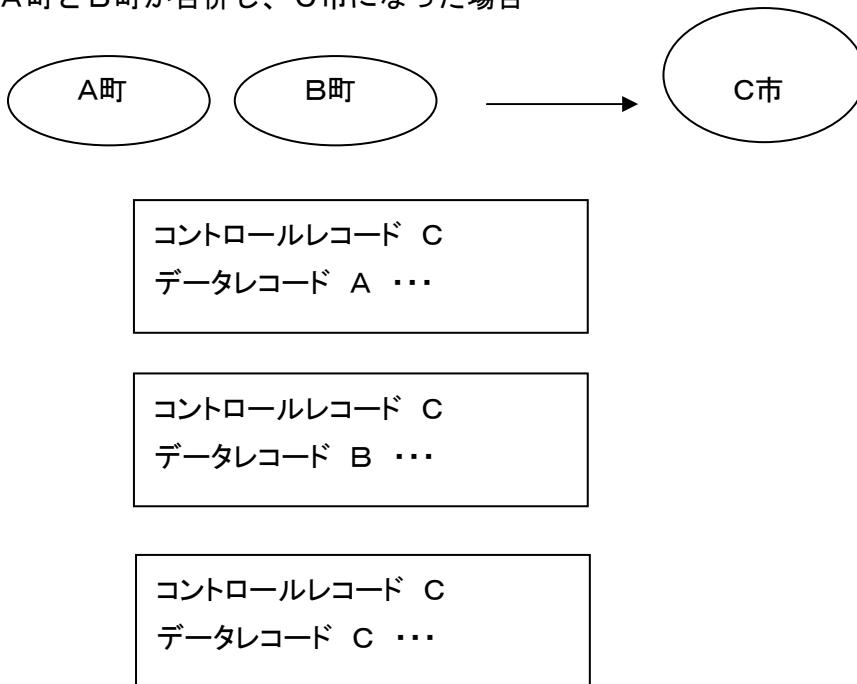 A町とB町が合併し、C市になった場合
A町 B町 C市
コントロールレコード C
データレコード A ・・・
コントロールレコード C
データレコード B ・・・
コントロールレコード C
データレコード C ・・・